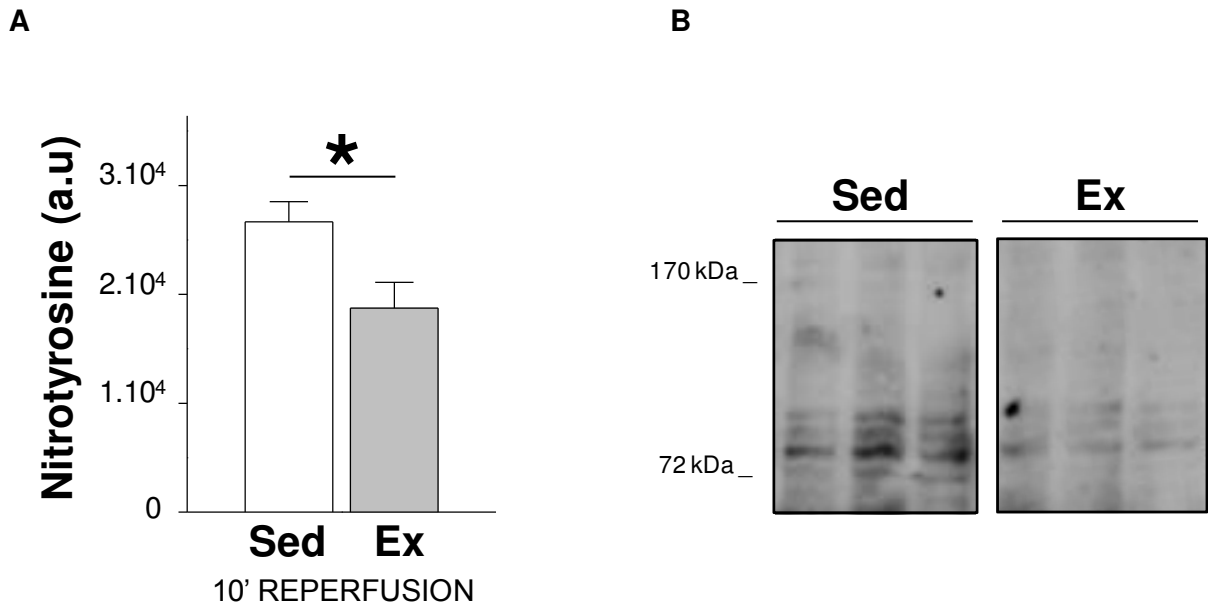 A
B
Nitrotyrosine (a.u)
3.10⁴
2.10⁴
1.10⁴
0
*
Sed Ex
10’ REPERFUSION
Sed Ex
170 kDa _
72 kDa _